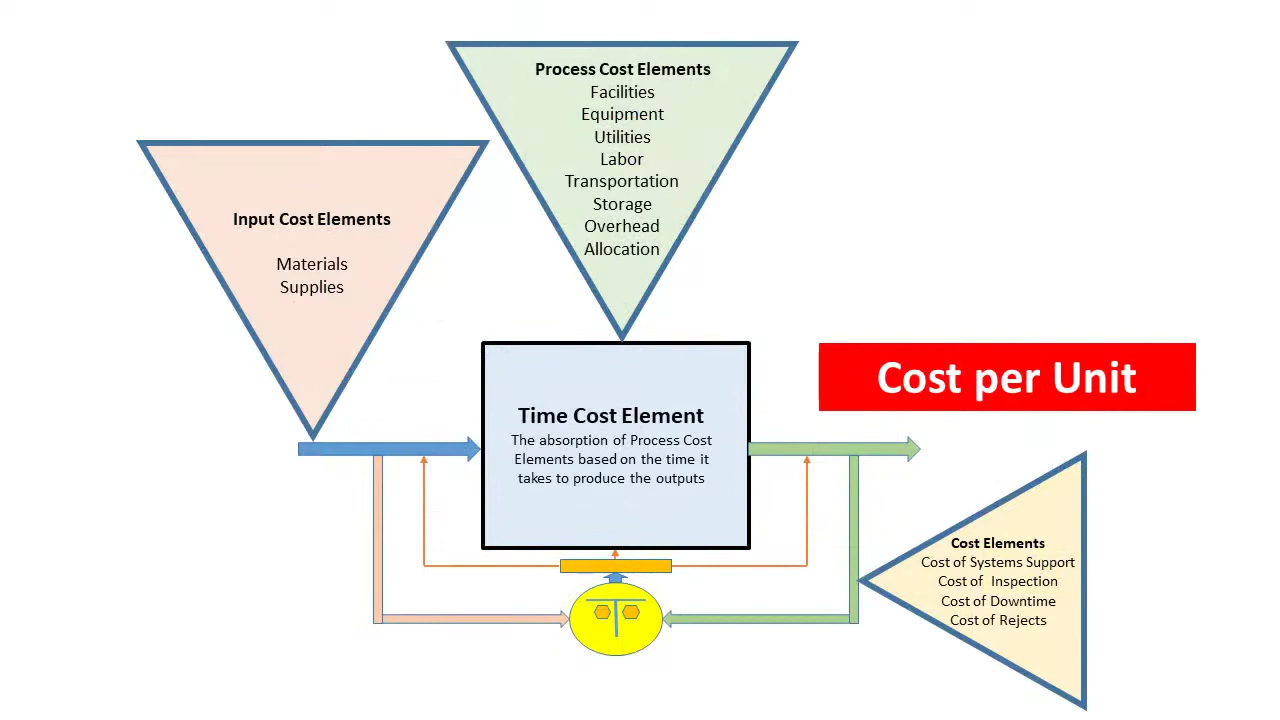 Process Cost Elements
Facilities
Equipment
Utilities
Labor
Transportation
Storage
Overhead
Allocation
Input Cost Elements
Materials
Supplies
Time Cost Element
The absorption of Process Cost
Elements based on the time it
takes to produce the outputs
Cost per Unit
Cost Elements
Cost of Systems Support
Cost of Inspection
Cost of Downtime
Cost of Rejects